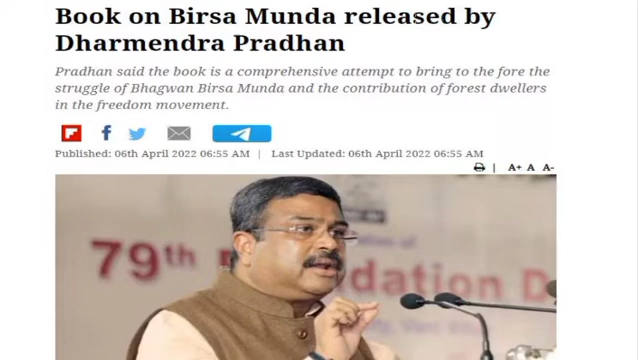 Book on Birsa Munda released by
Dharmendra Pradhan
Pradhan said the book is a comprehensive attempt to bring to the fore the
struggle of Bhagwan Birsa Munda and the contribution of forest dwellers
in the freedom movement.
Published: 06th April 2022 06:55 AM | Last Updated: 06th April 2022 06:55 AM
| A+ A A-
79th Foundation D